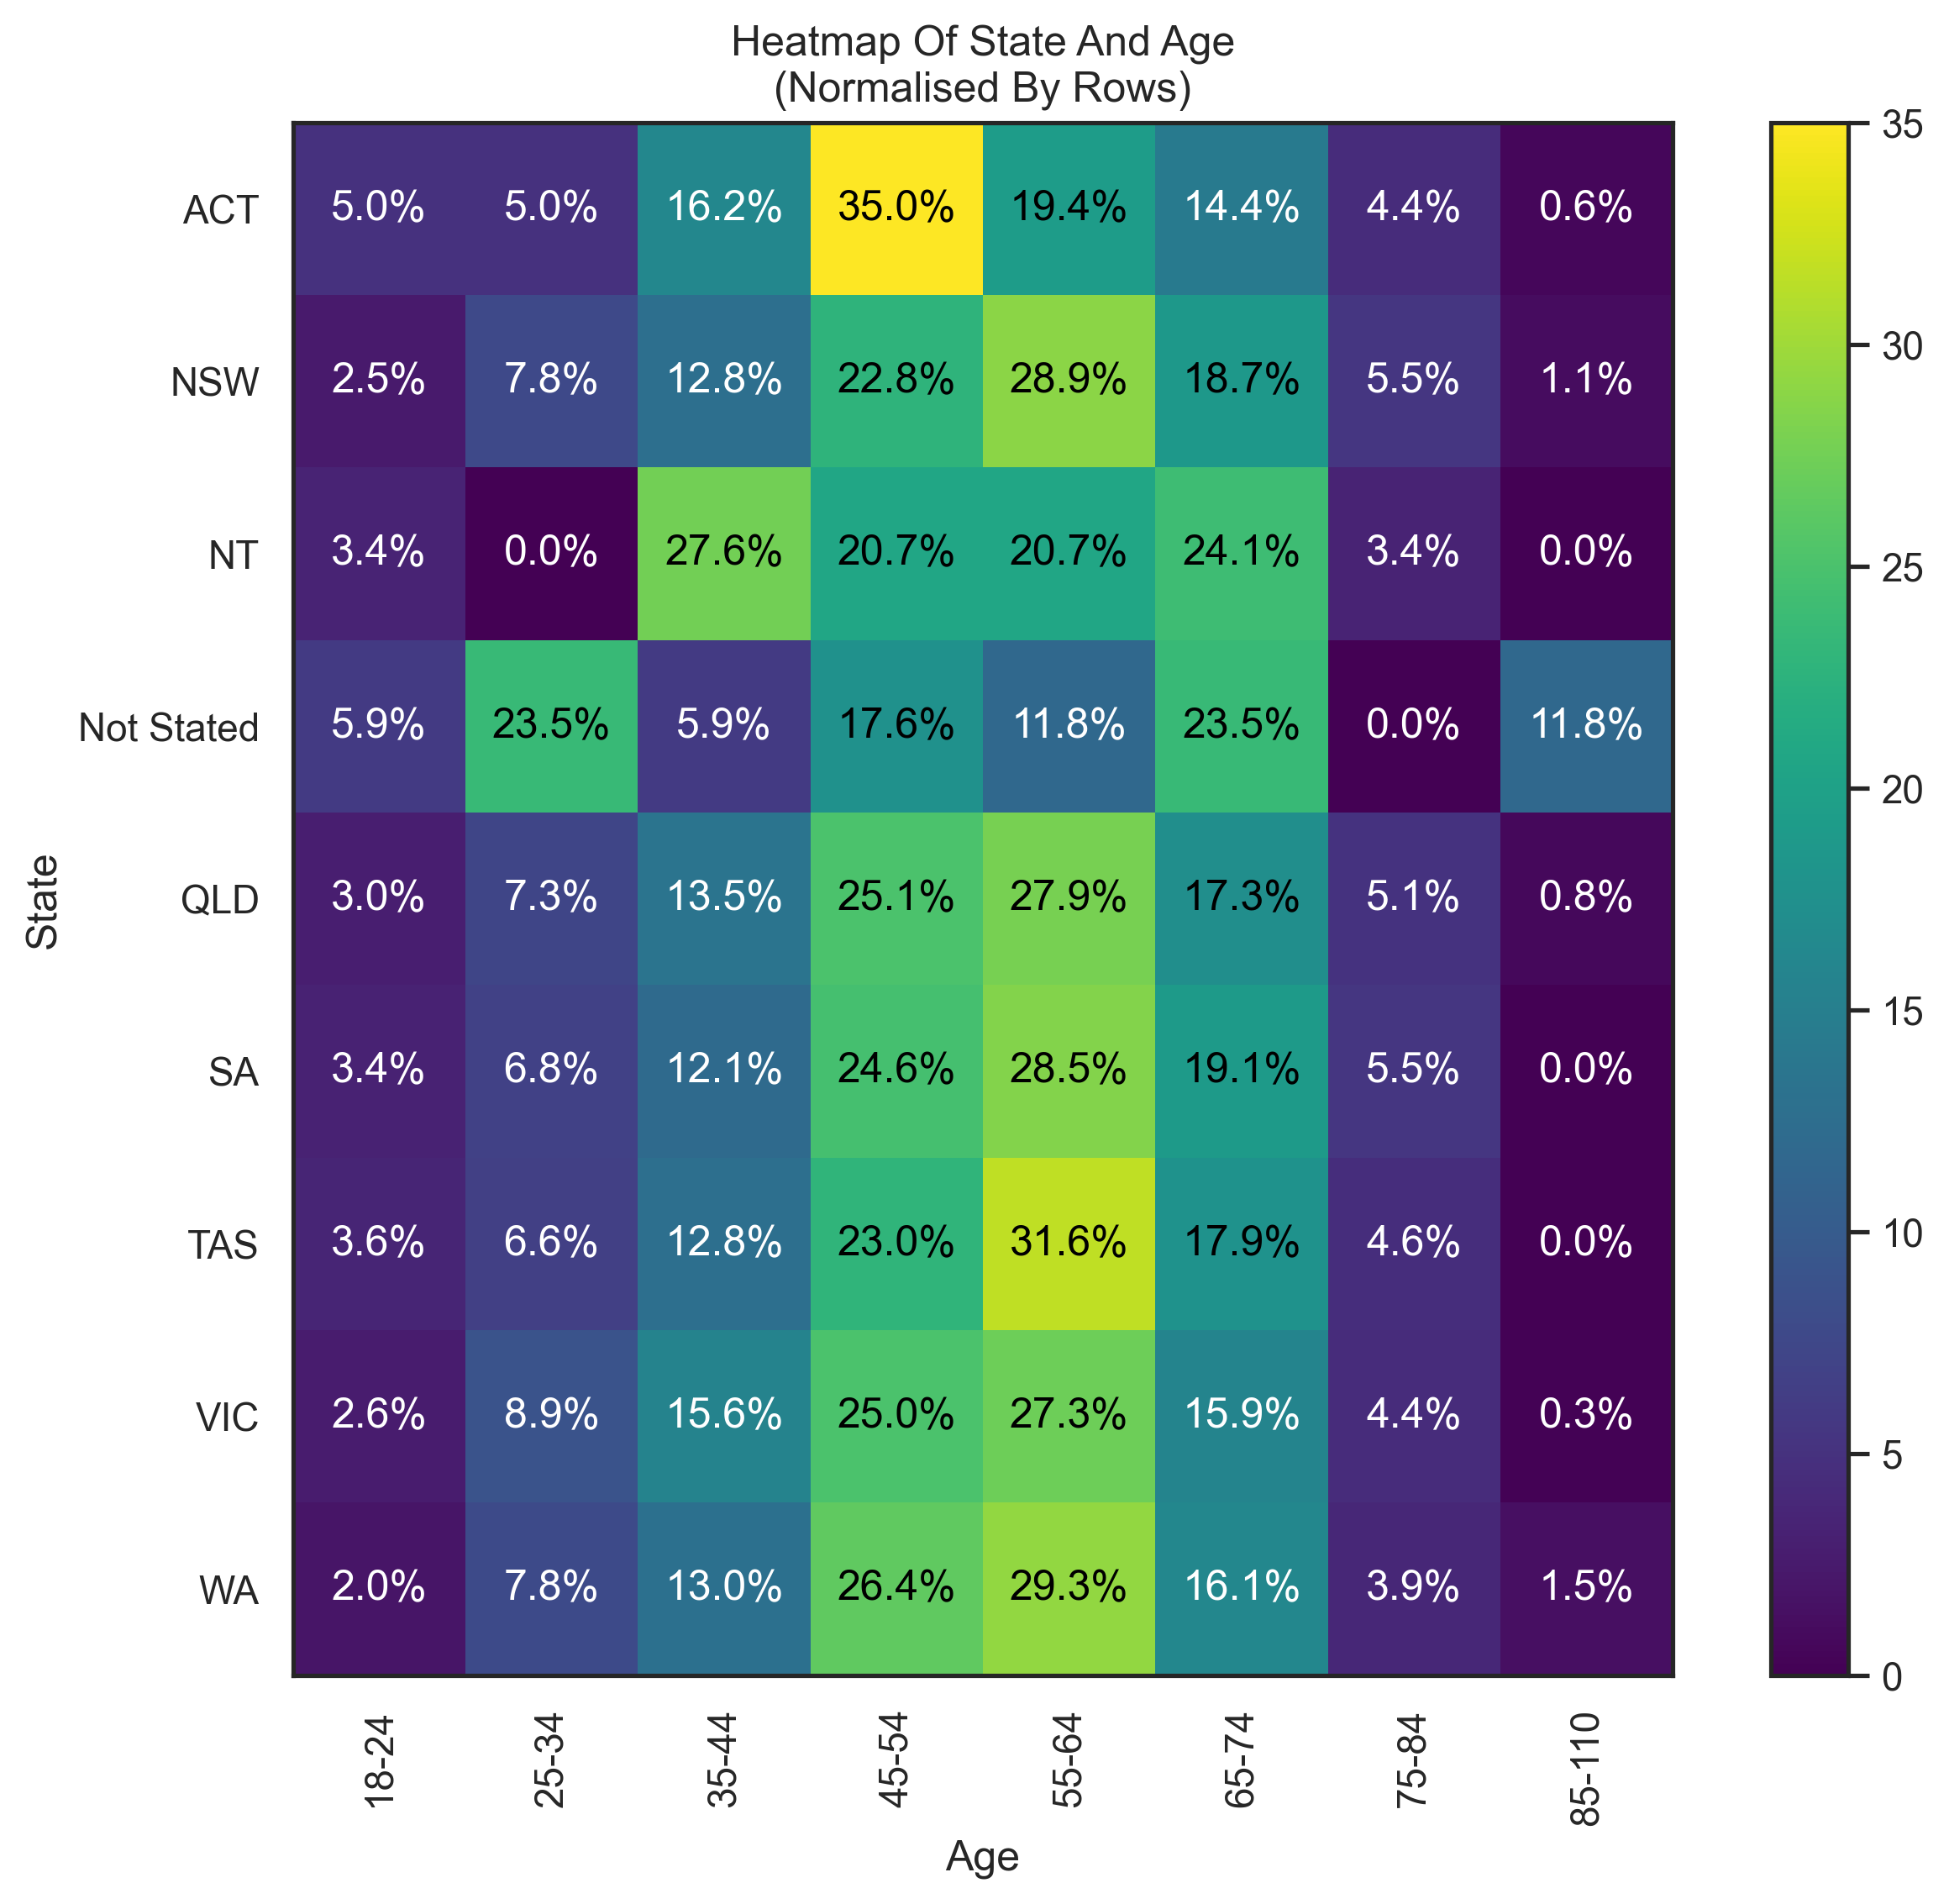 Heatmap Of State And Age
(Normalised By Rows)
ACT 5.0% 5.0% 16.2% 35.0% 19.4% 14.4% 4.4% 0.6%
NSW 2.5% 7.8% 12.8% 22.8% 28.9% 18.7% 5.5% 1.1%
NT 3.4% 0.0% 27.6% 20.7% 20.7% 24.1% 3.4% 0.0%
Not Stated 5.9% 23.5% 5.9% 17.6% 11.8% 23.5% 0.0% 11.8%
QLD 3.0% 7.3% 13.5% 25.1% 27.9% 17.3% 5.1% 0.8%
SA 3.4% 6.8% 12.1% 24.6% 28.5% 19.1% 5.5% 0.0%
TAS 3.6% 6.6% 12.8% 23.0% 31.6% 17.9% 4.6% 0.0%
VIC 2.6% 8.9% 15.6% 25.0% 27.3% 15.9% 4.4% 0.3%
WA 2.0% 7.8% 13.0% 26.4% 29.3% 16.1% 3.9% 1.5%
State
18-24 25-34 35-44 45-54 55-64 65-74 75-84 85-110
Age
35
30
25
20
15
10
5
0